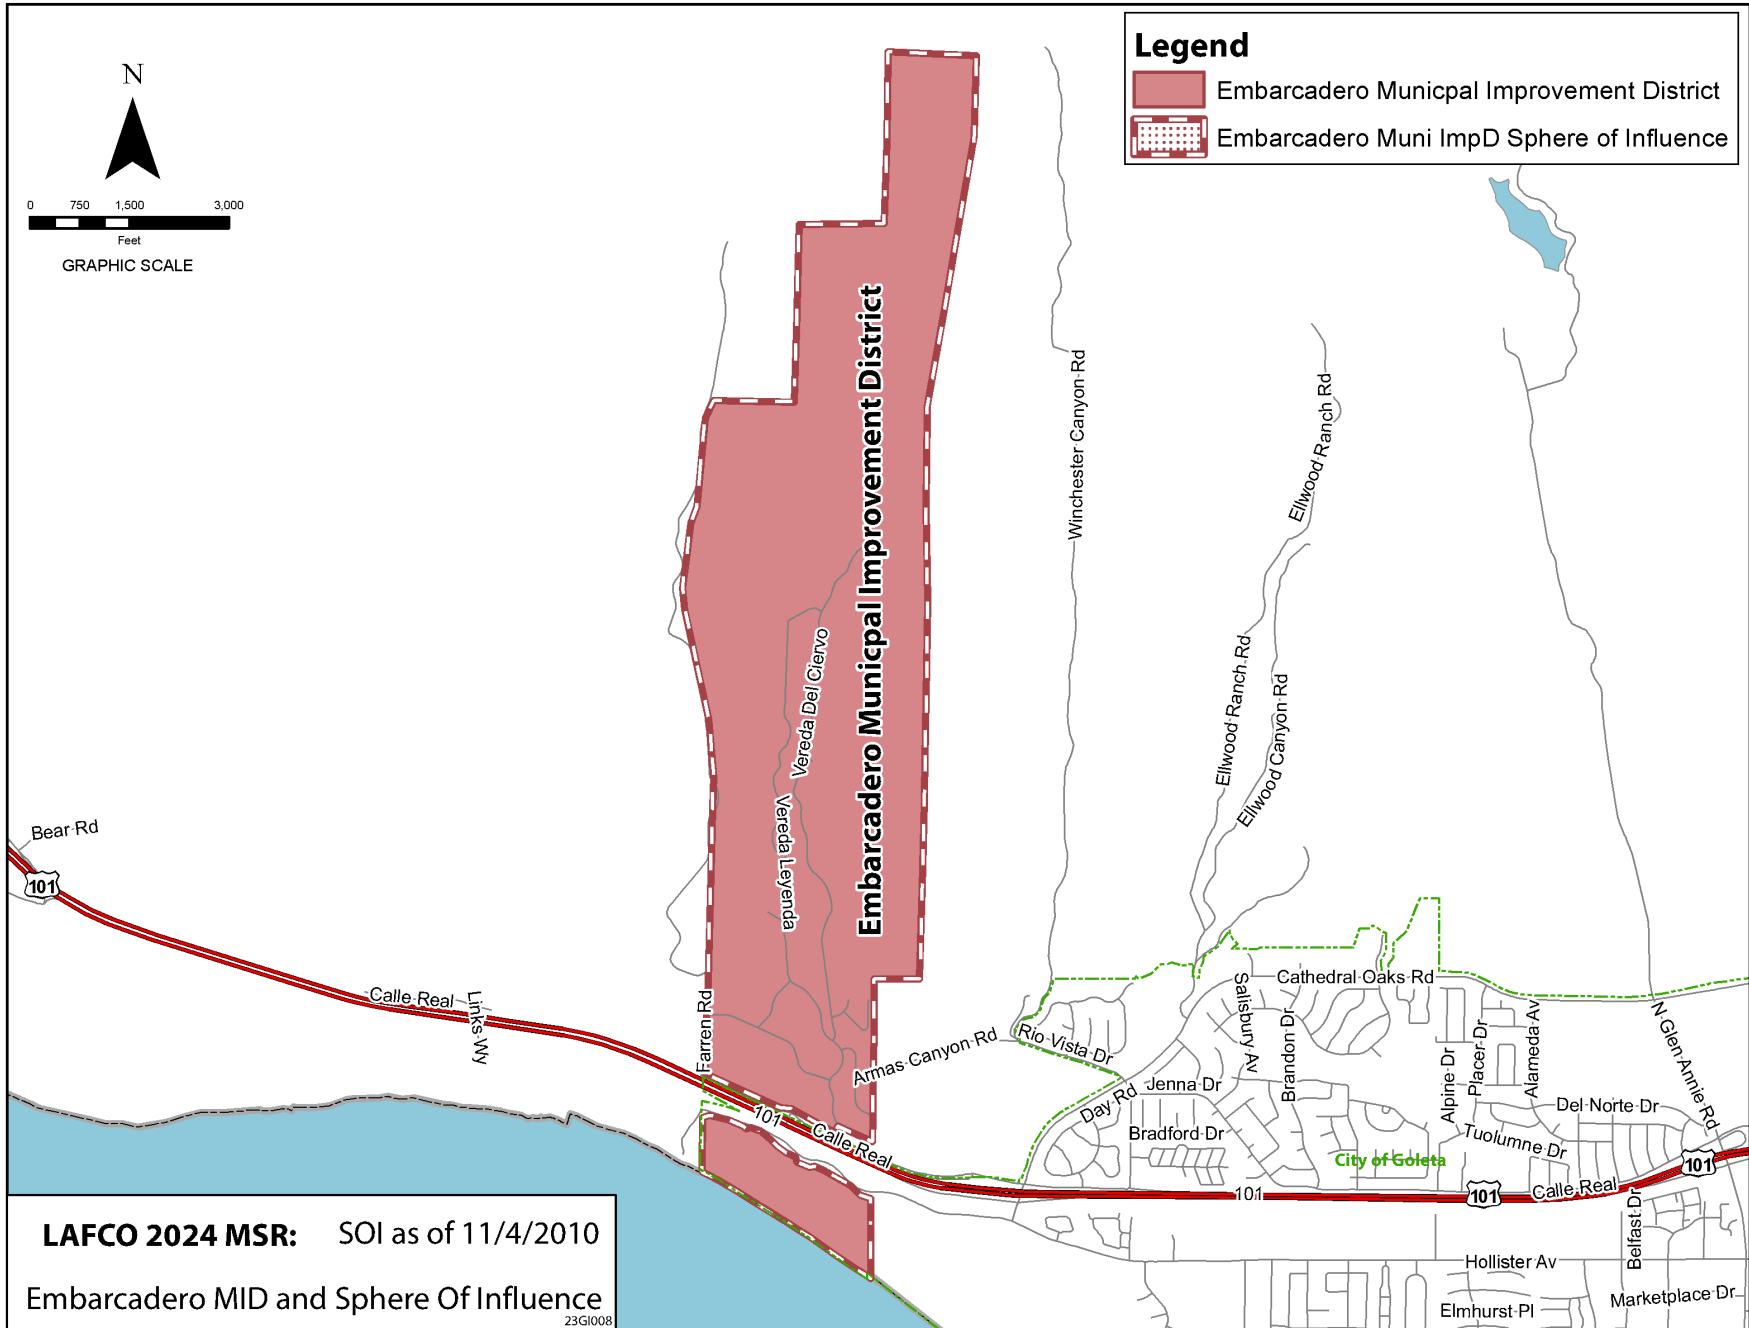 Legend
Embarcadero Municpal Improvement District
Embarcadero Muni ImpD Sphere of Influence
N
0 750 1,500 3,000
Feet
GRAPHIC SCALE
Embarcadero Municpal Improvement District
Winchester Canyon Rd
Ellwood Ranch Rd
Ellwood Ranch Rd
Ellwood Canyon Rd
Vereda Del Ciervo
Vereda Leyenda
Bear Rd
101
Calle Real
Links Wy
Farren Rd
Armas Canyon Rd
Rio Vista Dr
Cathedral Oaks Rd
Salisbury Av
Brandon Dr
Alpine Dr
Placer Dr
Alameda Av
N Glen Annie Rd
Day Rd
Jenna Dr
Bradford Dr
Del Norte Dr
Tuolumne Dr
City of Goleta
101
Calle Real
101
101
Calle Real
101
Belfast Dr
Hollister Av
Elmhurst Pl
Marketplace Dr
LAFCO 2024 MSR: SOI as of 11/4/2010
Embarcadero MID and Sphere Of Influence
23GI008